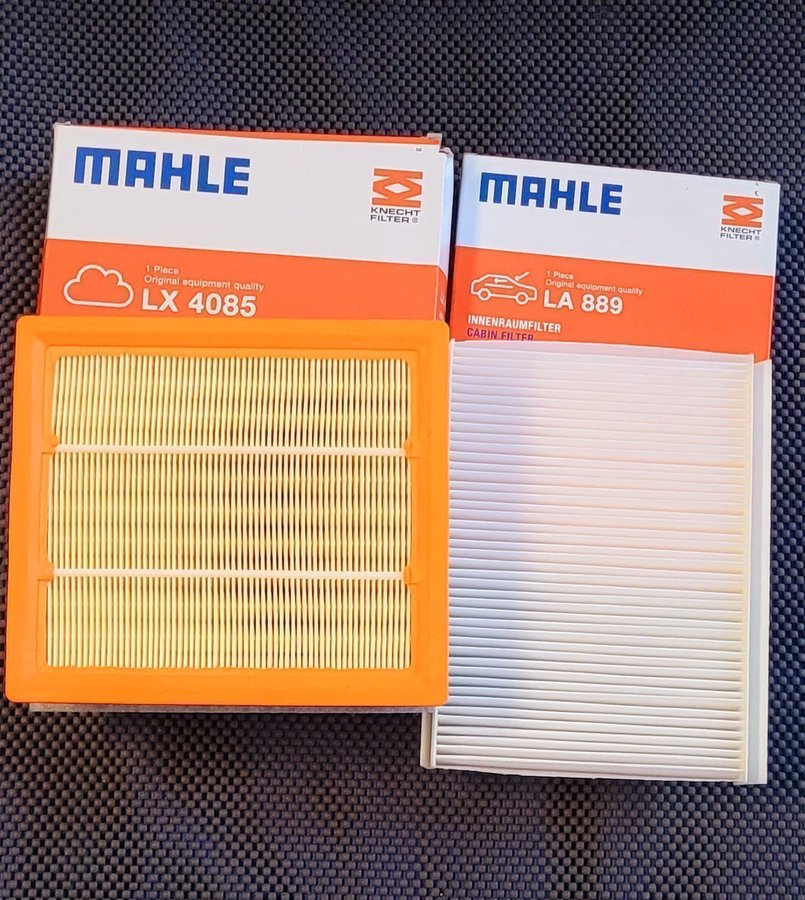 MAHLE
KNECHT
FILTER ®
1 Piece
Original equipment quality
LX 4085
MAHLE
KNECHT
FILTER ®
1 Piece
Original equipment quality
LA 889
INNENRAUMFILTER
CABIN FILTER